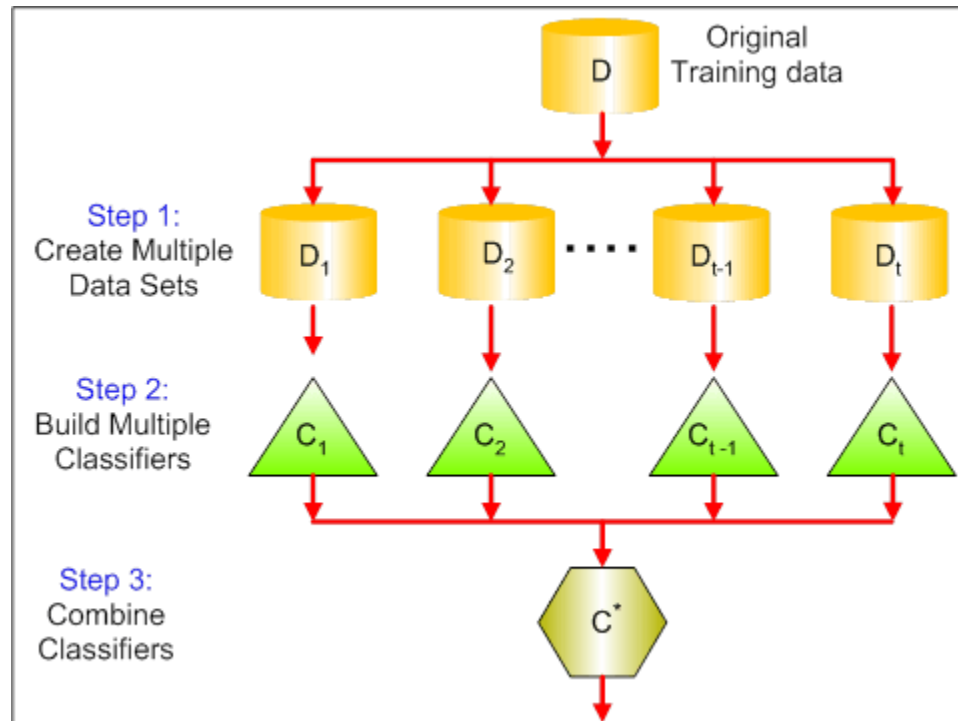 D
Original
Training data
Step 1:
Create Multiple
Data Sets
D₁
D₂
....
Dₜ₋₁
Dₜ
Step 2:
Build Multiple
Classifiers
C₁
C₂
Cₜ₋₁
Cₜ
Step 3:
Combine
Classifiers
C*